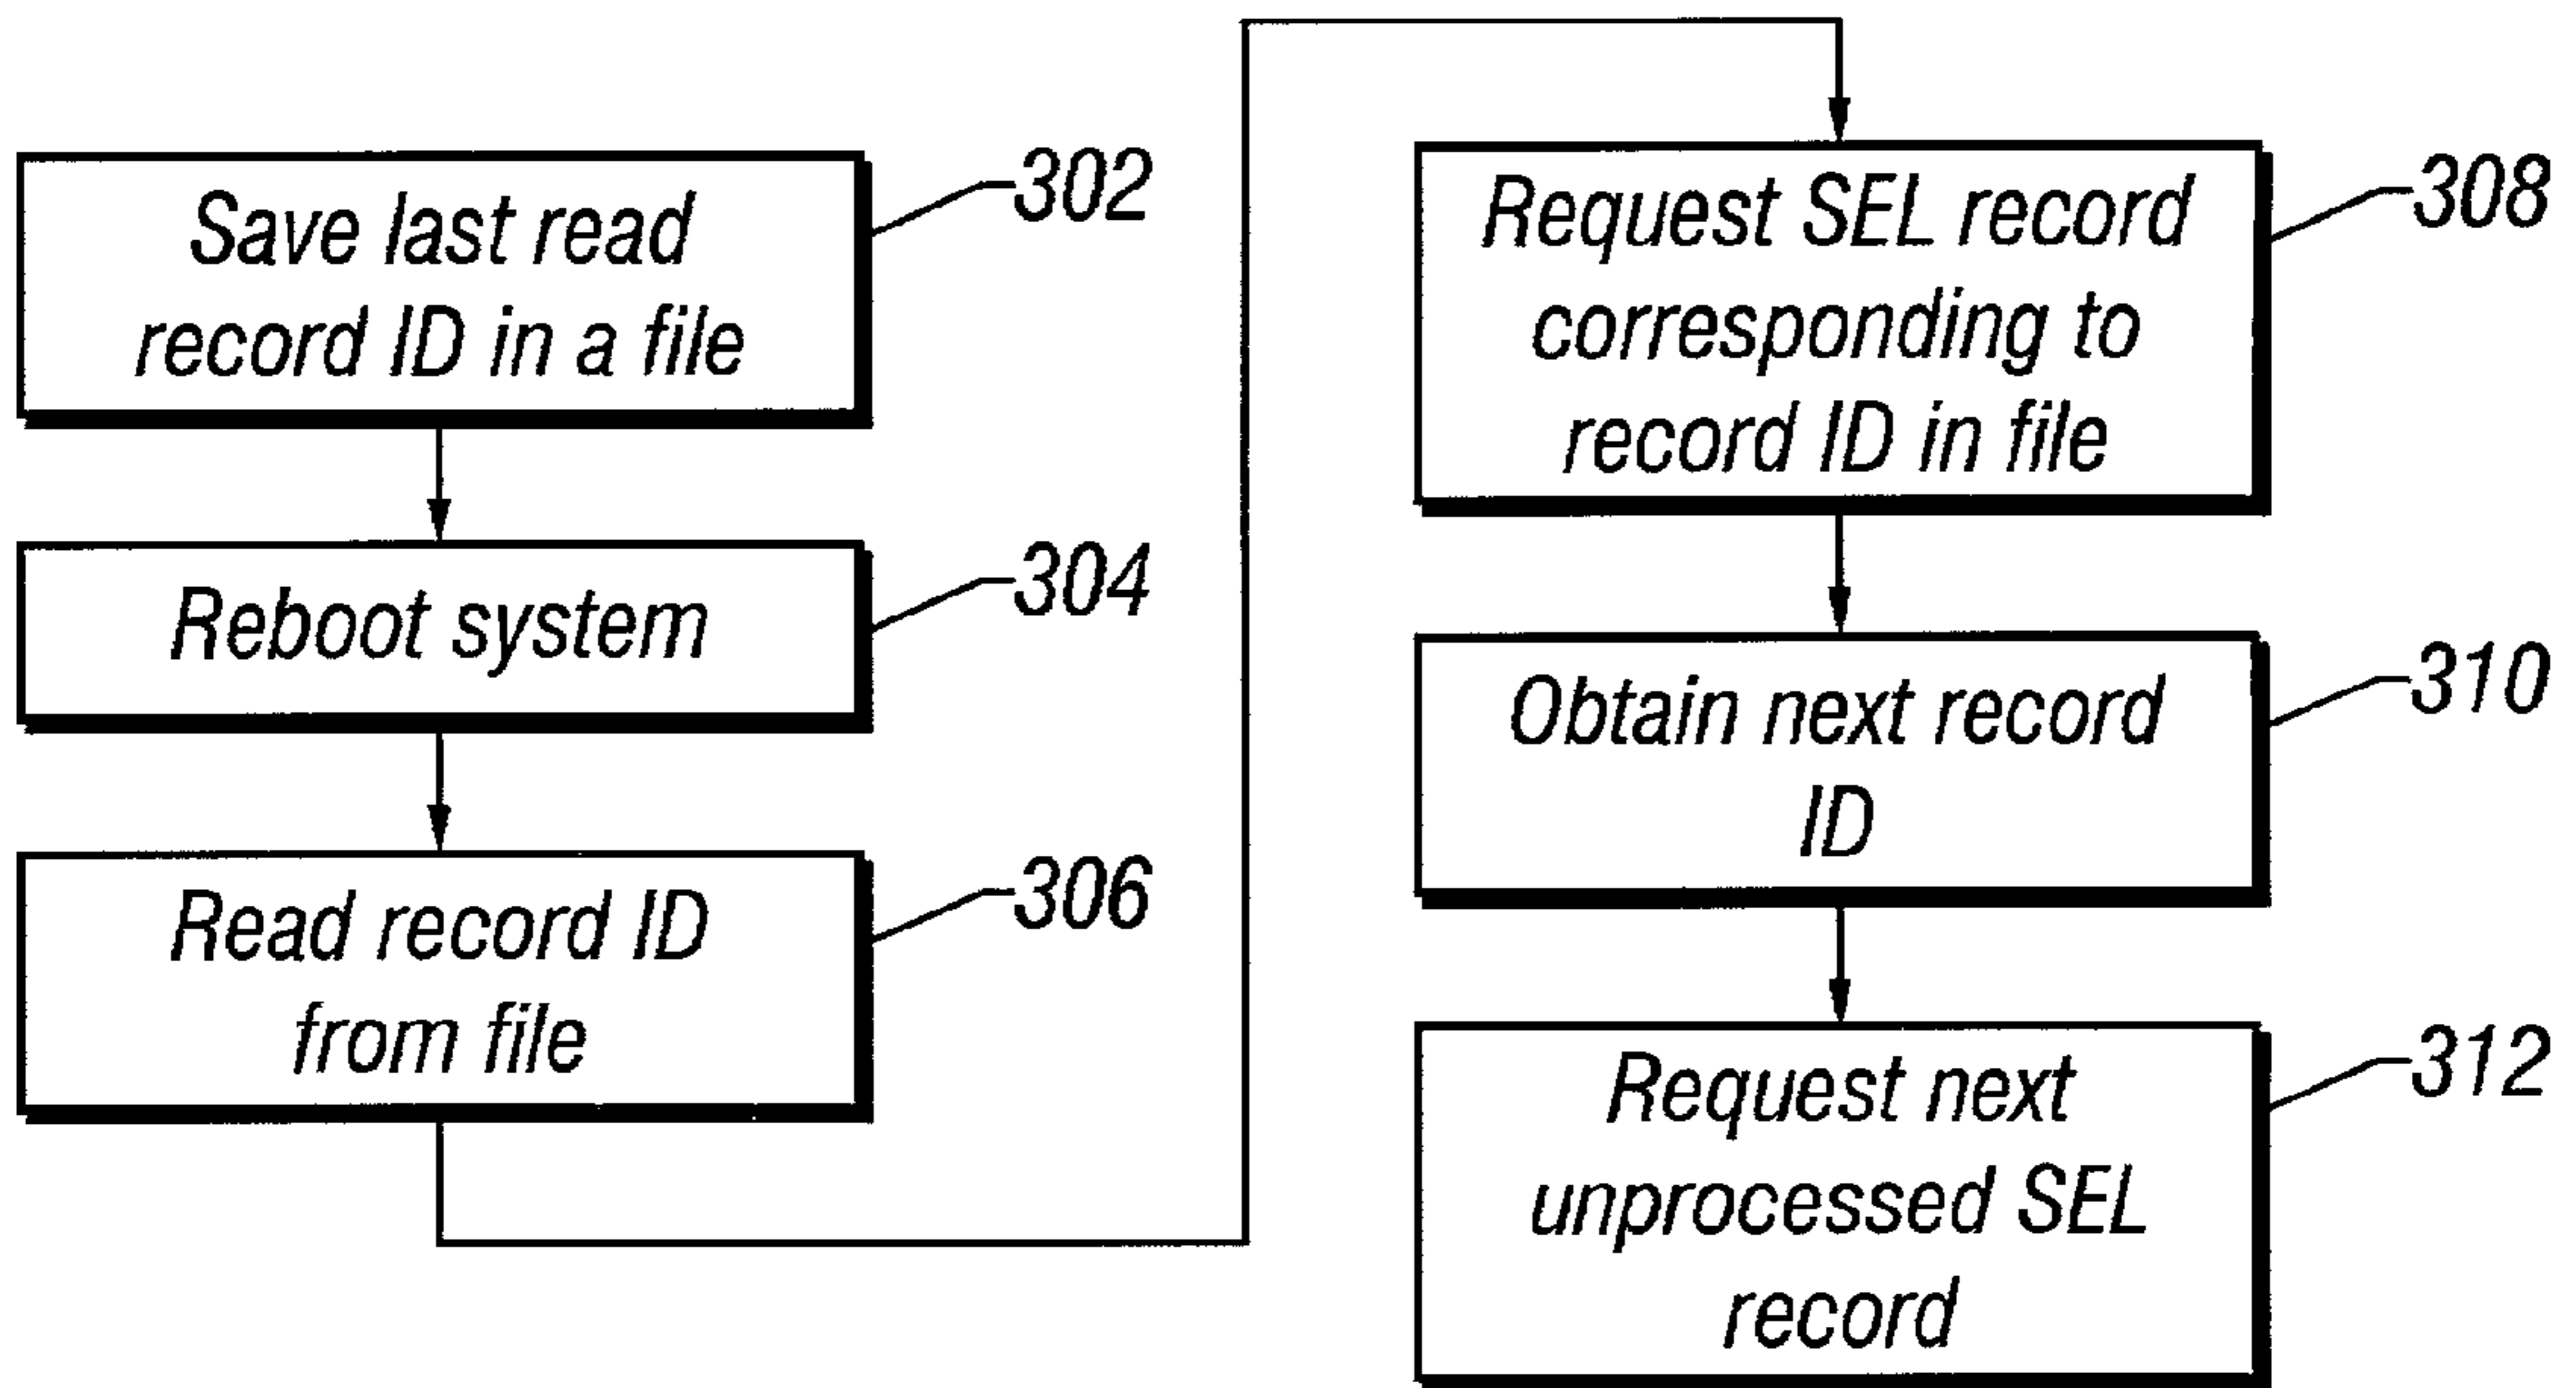 Save last read
record ID in a file
302
Reboot system
304
Read record ID
from file
306
Request SEL record
corresponding to
record ID in file
308
Obtain next record
ID
310
Request next
unprocessed SEL
record
312